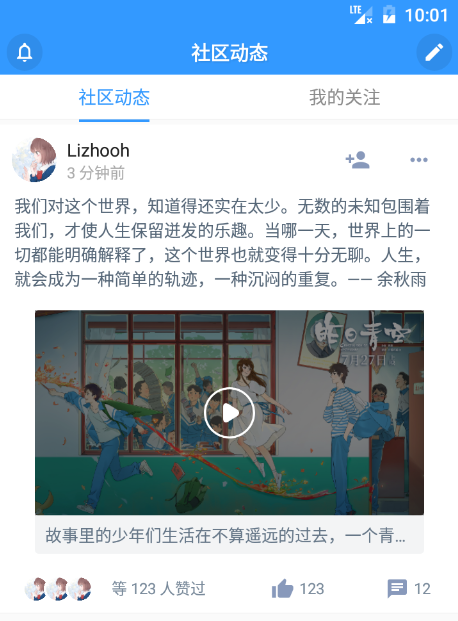 LTE 10:01
社区动态
社区动态 我的关注
Lizhooh
3 分钟前
我们对这个世界，知道得还实在太少。无数的未知包围着
我们，才使人生保留迸发的乐趣。当哪一天，世界上的一
切都能明确解释了，这个世界也就变得十分无聊。人生，
就会成为一种简单的轨迹，一种沉闷的重复。—— 余秋雨
昨日青空
7月27日
故事里的少年们生活在不算遥远的过去，一个青...
等 123 人赞过 123 12